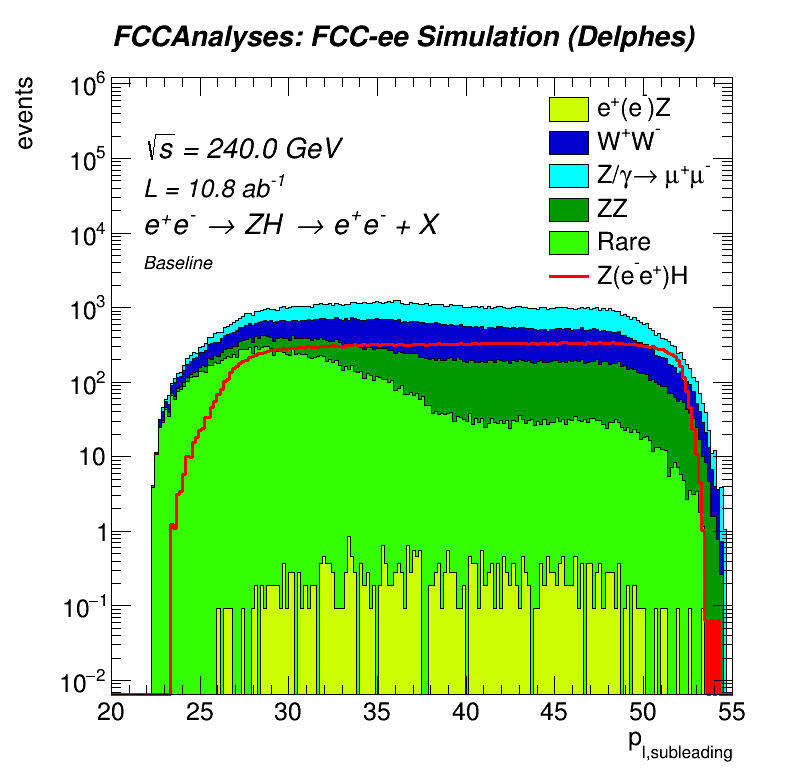 FCCAnalyses: FCC-ee Simulation (Delphes)
events
10⁶
10⁵
10⁴
10³
10²
10
1
10⁻¹
10⁻²
√s = 240.0 GeV
L = 10.8 ab⁻¹
e⁺e⁻ → ZH → e⁺e⁻ + X
Baseline
e⁺(e⁻)Z
W⁺W⁻
Z/γ→ μ⁺μ⁻
ZZ
Rare
Z(e⁻e⁺)H
20 25 30 35 40 45 50 55
p_l,subleading